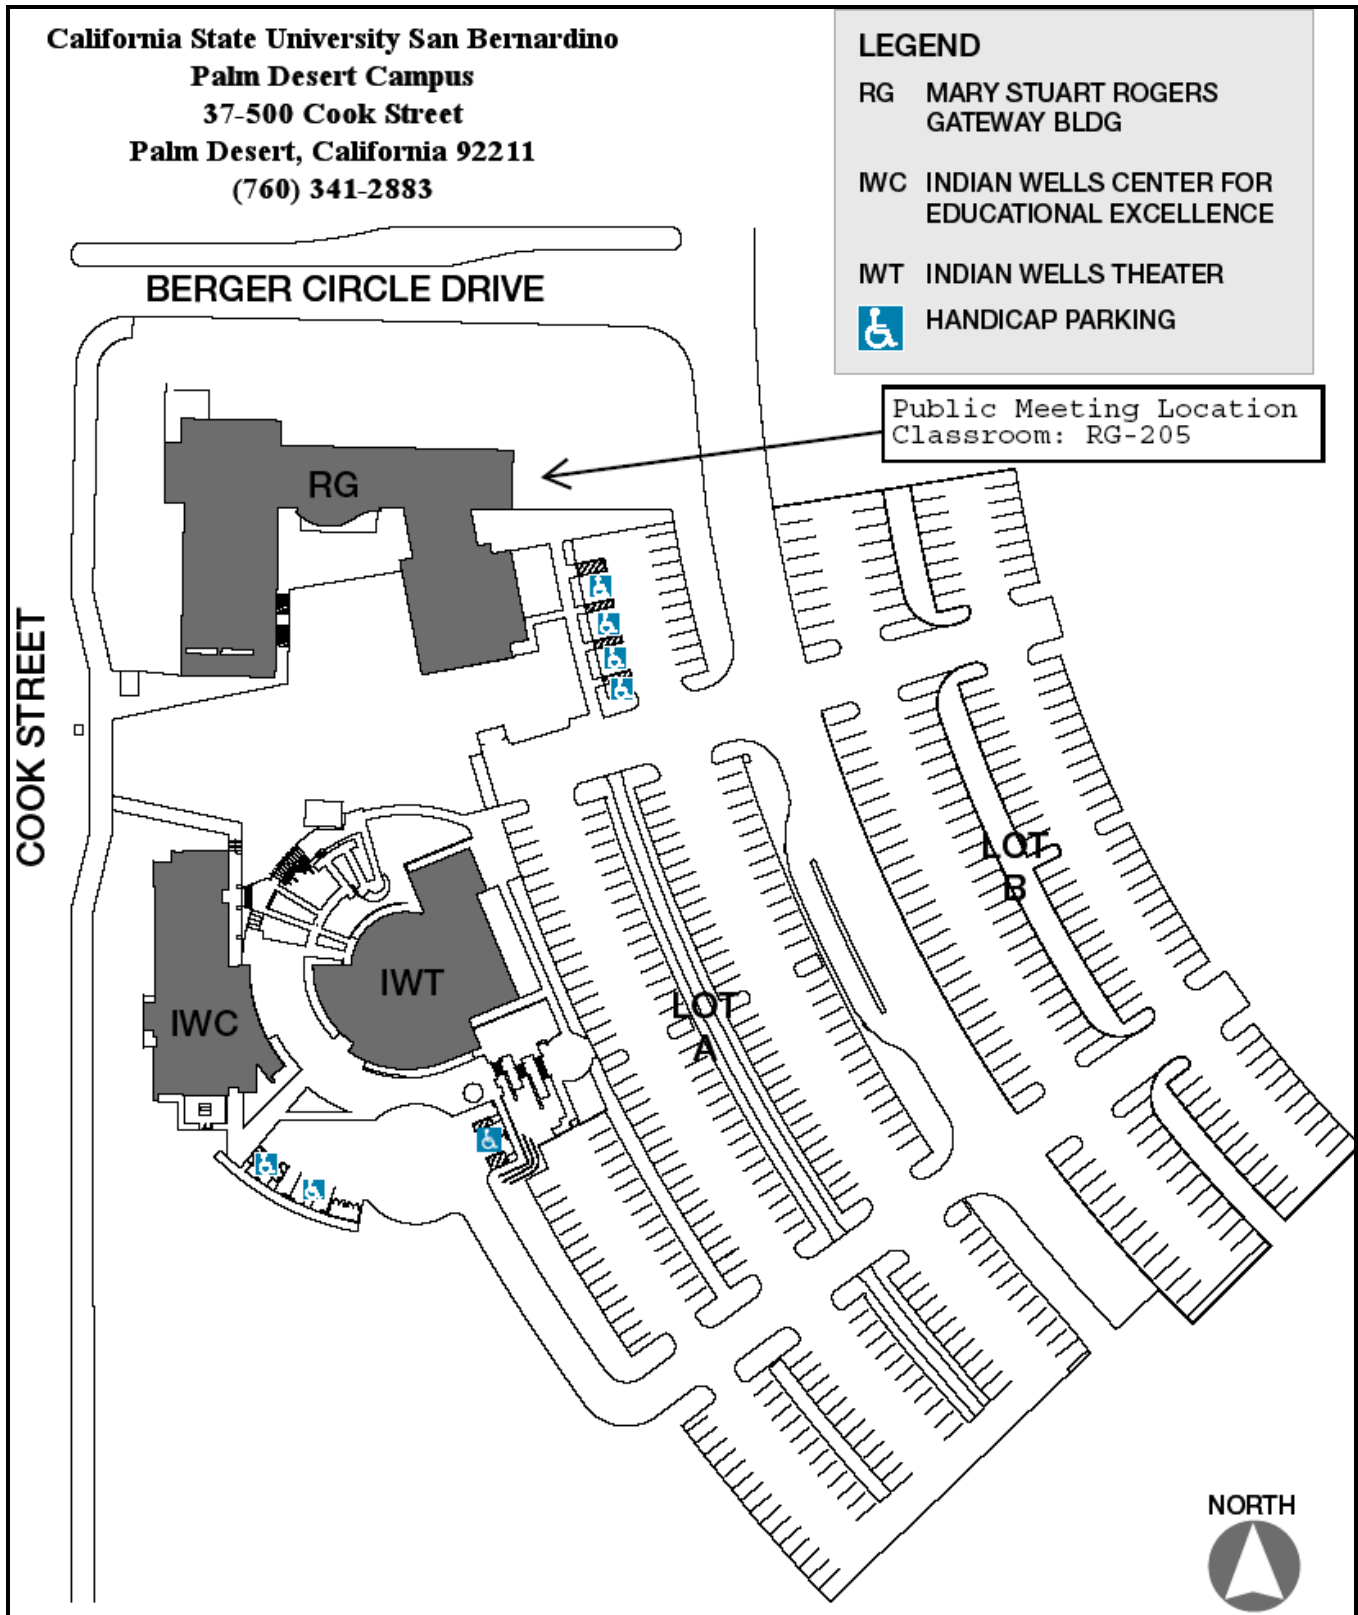 California State University San Bernardino
Palm Desert Campus
37-500 Cook Street
Palm Desert, California 92211
(760) 341-2883
LEGEND
RG MARY STUART ROGERS
GATEWAY BLDG
IWC INDIAN WELLS CENTER FOR
EDUCATIONAL EXCELLENCE
IWT INDIAN WELLS THEATER
HANDICAP PARKING
BERGER CIRCLE DRIVE
Public Meeting Location
Classroom: RG-205
RG
COOK STREET
LOT
B
IWT
IWC
LOT
A
NORTH